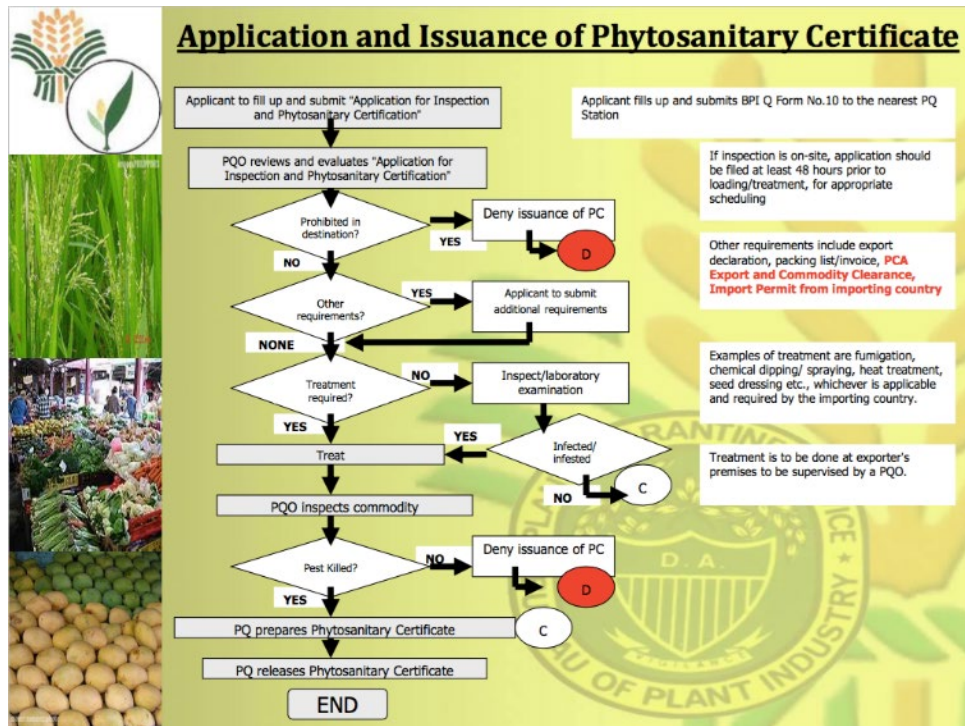 Application and Issuance of Phytosanitary Certificate
Applicant to fill up and submit "Application for Inspection
and Phytosanitary Certification"
Applicant fills up and submits BPI Q Form No.10 to the nearest PQ
Station
PQO reviews and evaluates "Application for
Inspection and Phytosanitary Certification"
If inspection is on-site, application should
be filed at least 48 hours prior to
loading/treatment, for appropriate
scheduling
Prohibited in
destination?
YES
Deny issuance of PC
D
NO
Other requirements include export
declaration, packing list/invoice, PCA
Export and Commodity Clearance,
Import Permit from importing country
Other
requirements?
YES
Applicant to submit
additional requirements
NONE
Treatment
required?
NO
Inspect/laboratory
examination
Examples of treatment are fumigation,
chemical dipping/ spraying, heat treatment,
seed dressing etc., whichever is applicable
and required by the importing country.
YES
Treat
YES
Infected/
infested
NO
C
Treatment is to be done at exporter's
premises to be supervised by a PQO.
PQO inspects commodity
Pest Killed?
NO
Deny issuance of PC
D
YES
PQ prepares Phytosanitary Certificate
C
PQ releases Phytosanitary Certificate
END
D. A.
OF PLANT INDUSTRY